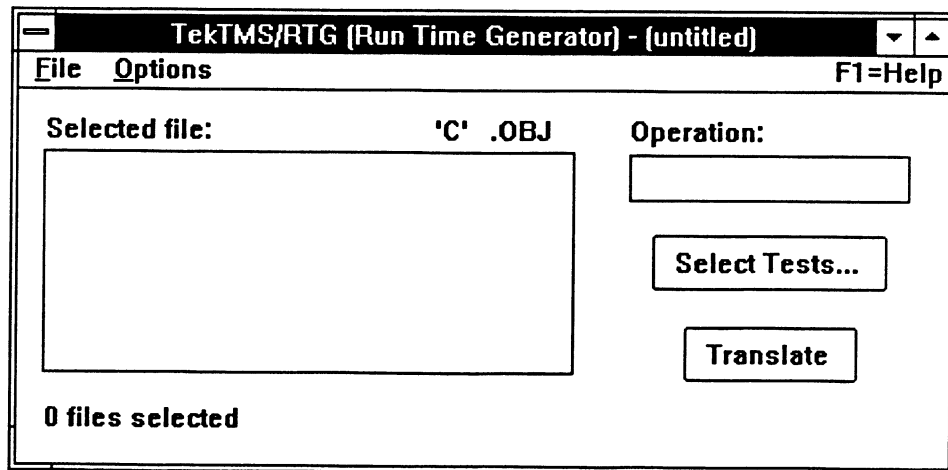 TekTMS/RTG (Run Time Generator) - (untitled)
File Options F1=Help
Selected file: 'C' .OBJ Operation:
Select Tests...
Translate
0 files selected